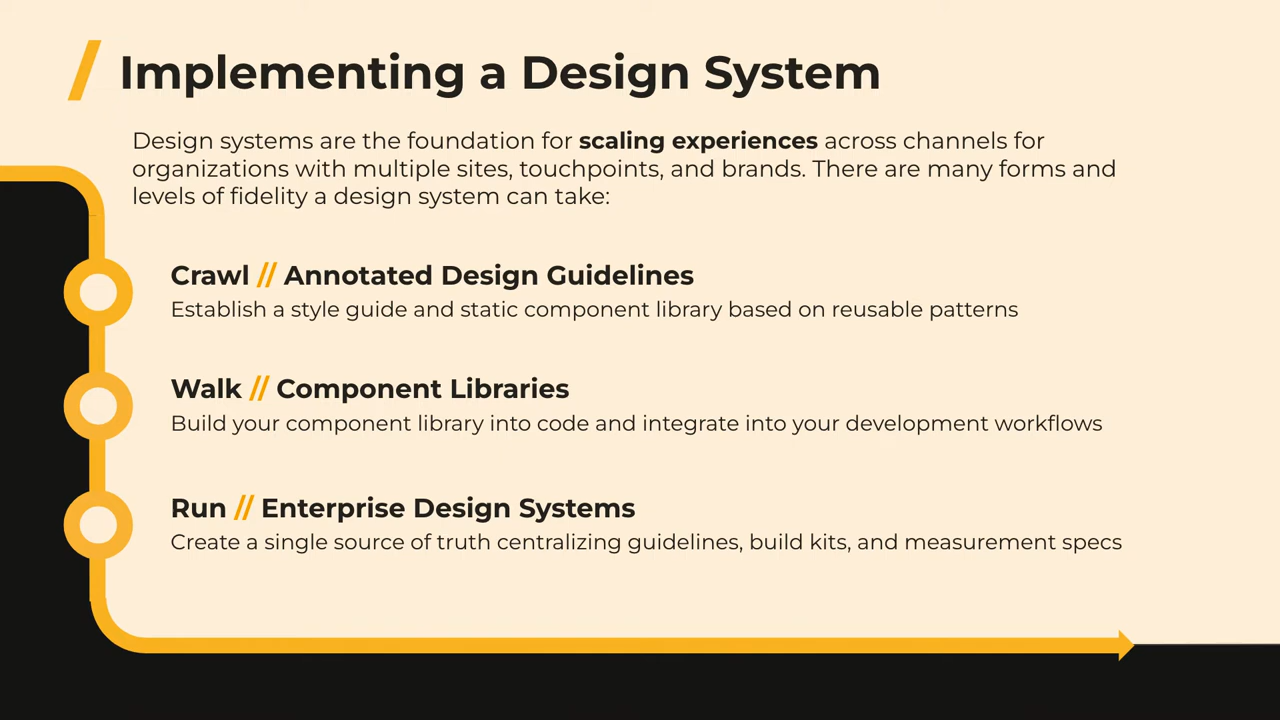 / Implementing a Design System
Design systems are the foundation for scaling experiences across channels for
organizations with multiple sites, touchpoints, and brands. There are many forms and
levels of fidelity a design system can take:
Crawl // Annotated Design Guidelines
Establish a style guide and static component library based on reusable patterns
Walk // Component Libraries
Build your component library into code and integrate into your development workflows
Run // Enterprise Design Systems
Create a single source of truth centralizing guidelines, build kits, and measurement specs